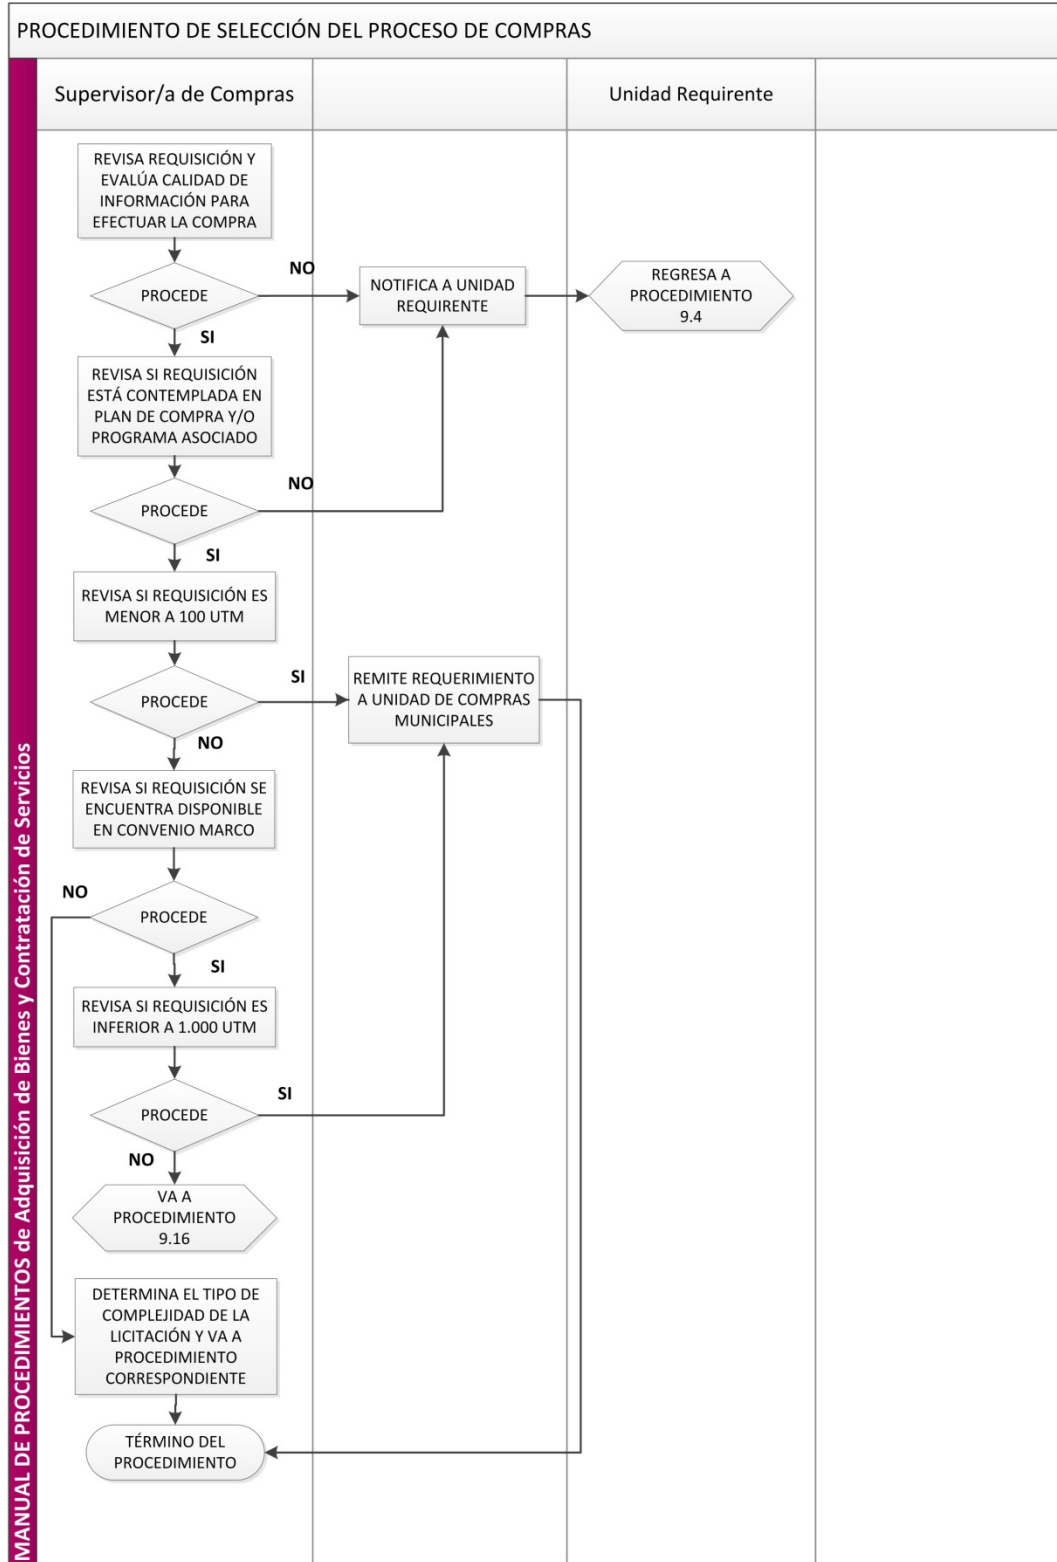 PROCEDIMIENTO DE SELECCIÓN DEL PROCESO DE COMPRAS
MANUAL DE PROCEDIMIENTOS de Adquisición de Bienes y Contratación de Servicios
Supervisor/a de Compras
Unidad Requirente
REVISA REQUISICIÓN Y
EVALÚA CALIDAD DE
INFORMACIÓN PARA
EFECTUAR LA COMPRA
PROCEDE
NO
NOTIFICA A UNIDAD
REQUIRENTE
REGRESA A
PROCEDIMIENTO
9.4
SI
REVISA SI REQUISICIÓN
ESTÁ CONTEMPLADA EN
PLAN DE COMPRA Y/O
PROGRAMA ASOCIADO
NO
PROCEDE
SI
REVISA SI REQUISICIÓN ES
MENOR A 100 UTM
PROCEDE
SI
REMITE REQUERIMIENTO
A UNIDAD DE COMPRAS
MUNICIPALES
NO
REVISA SI REQUISICIÓN SE
ENCUENTRA DISPONIBLE
EN CONVENIO MARCO
NO
PROCEDE
SI
REVISA SI REQUISICIÓN ES
INFERIOR A 1.000 UTM
PROCEDE
SI
NO
VA A
PROCEDIMIENTO
9.16
DETERMINA EL TIPO DE
COMPLEJIDAD DE LA
LICITACIÓN Y VA A
PROCEDIMIENTO
CORRESPONDIENTE
TÉRMINO DEL
PROCEDIMIENTO